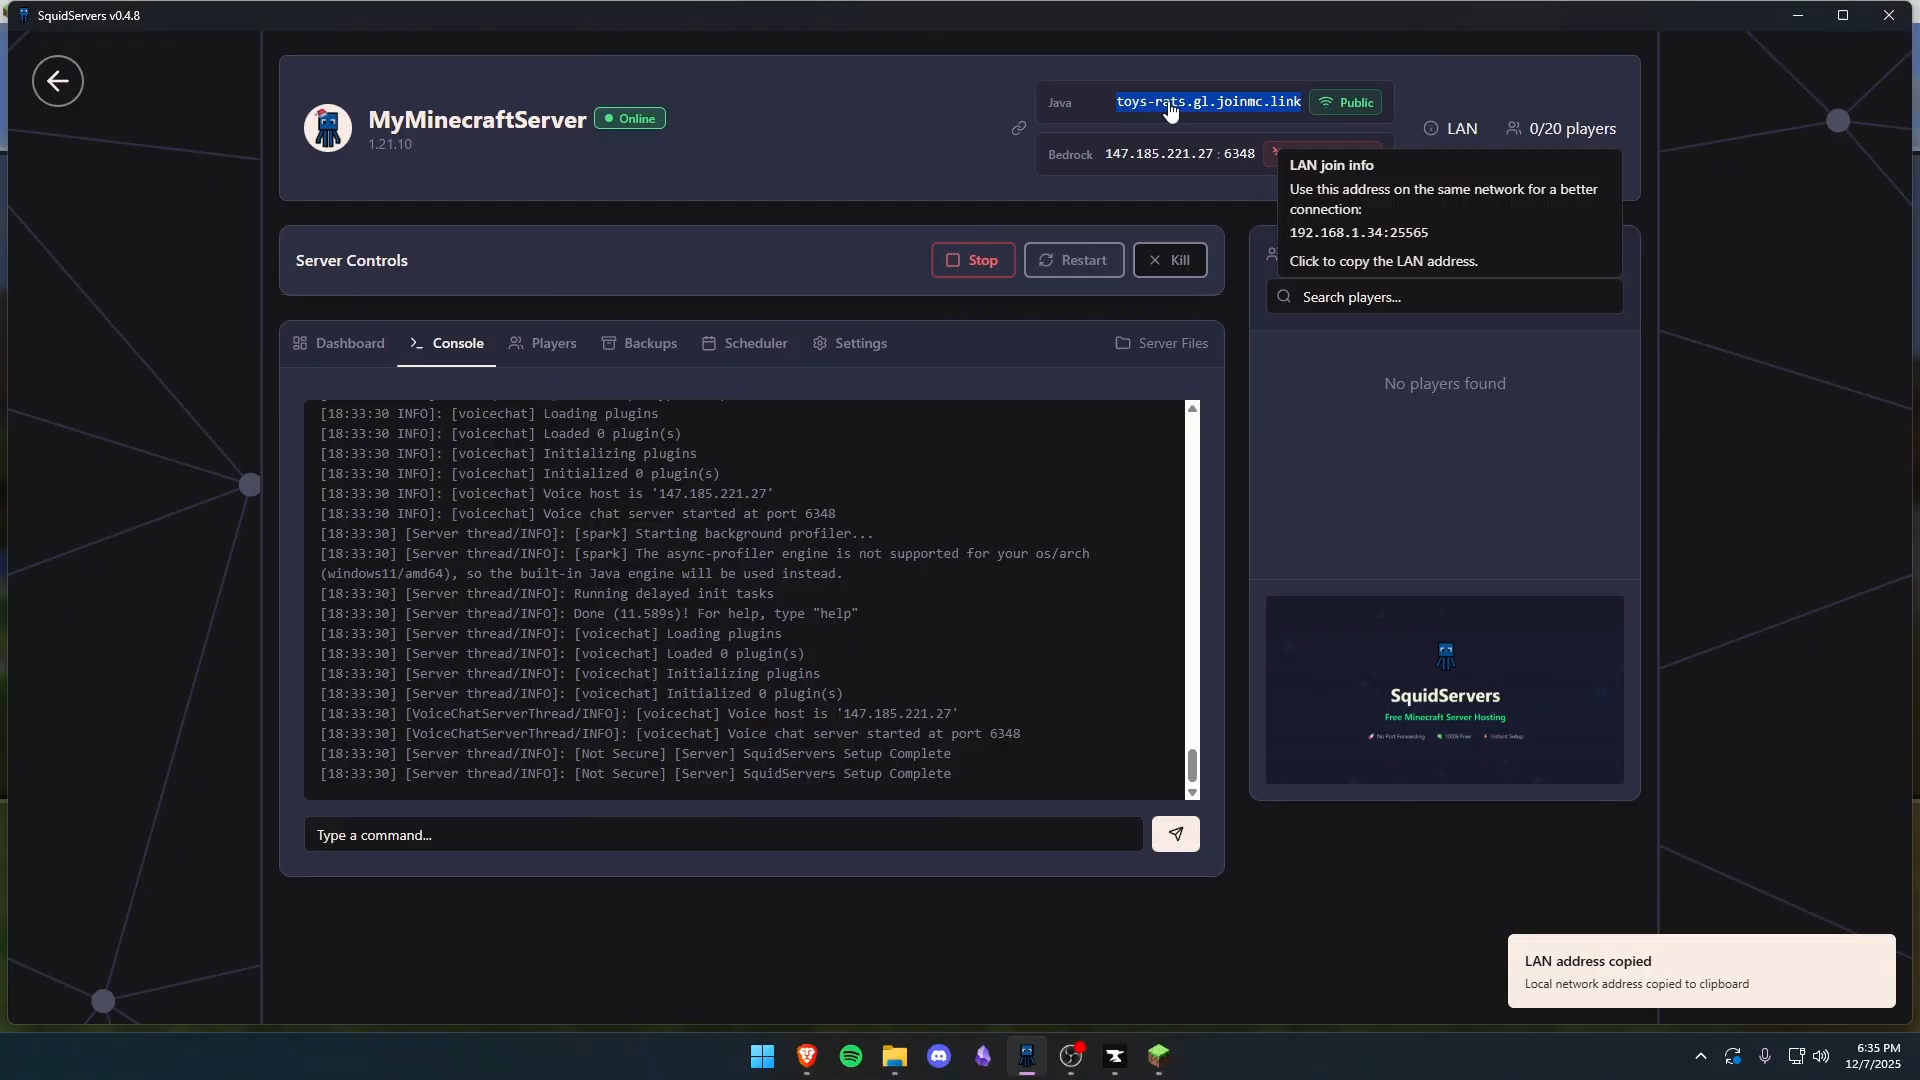 SquidServers v0.4.8
MyMinecraftServer
Online
1.21.10
Java
toys-rats.gl.joinmc.link
Public
Bedrock
147.185.221.27:6348
LAN
0/20 players
LAN join info
Use this address on the same network for a better
connection:
192.168.1.34:25565
Click to copy the LAN address.
Server Controls
Stop
Restart
Kill
Search players...
Dashboard
Console
Players
Backups
Scheduler
Settings
Server Files
No players found
[18:33:30 INFO]: [voicechat] Loading plugins
[18:33:30 INFO]: [voicechat] Loaded 0 plugin(s)
[18:33:30 INFO]: [voicechat] Initializing plugins
[18:33:30 INFO]: [voicechat] Initialized 0 plugin(s)
[18:33:30 INFO]: [voicechat] Voice host is '147.185.221.27'
[18:33:30 INFO]: [voicechat] Voice chat server started at port 6348
[18:33:30] [Server thread/INFO]: [spark] Starting background profiler...
[18:33:30] [Server thread/INFO]: [spark] The async-profiler engine is not supported for your os/arch
(windows11/amd64), so the built-in Java engine will be used instead.
[18:33:30] [Server thread/INFO]: Running delayed init tasks
[18:33:30] [Server thread/INFO]: Done (11.589s)! For help, type "help"
[18:33:30] [Server thread/INFO]: [voicechat] Loading plugins
[18:33:30] [Server thread/INFO]: [voicechat] Loaded 0 plugin(s)
[18:33:30] [Server thread/INFO]: [voicechat] Initializing plugins
[18:33:30] [Server thread/INFO]: [voicechat] Initialized 0 plugin(s)
[18:33:30] [VoiceChatServerThread/INFO]: [voicechat] Voice host is '147.185.221.27'
[18:33:30] [VoiceChatServerThread/INFO]: [voicechat] Voice chat server started at port 6348
[18:33:30] [Server thread/INFO]: [Not Secure] [Server] SquidServers Setup Complete
[18:33:30] [Server thread/INFO]: [Not Secure] [Server] SquidServers Setup Complete
Type a command...
SquidServers
Free Minecraft Server Hosting
No Port Forwarding
100% Free
Instant Setup
LAN address copied
Local network address copied to clipboard
6:35 PM
12/7/2025